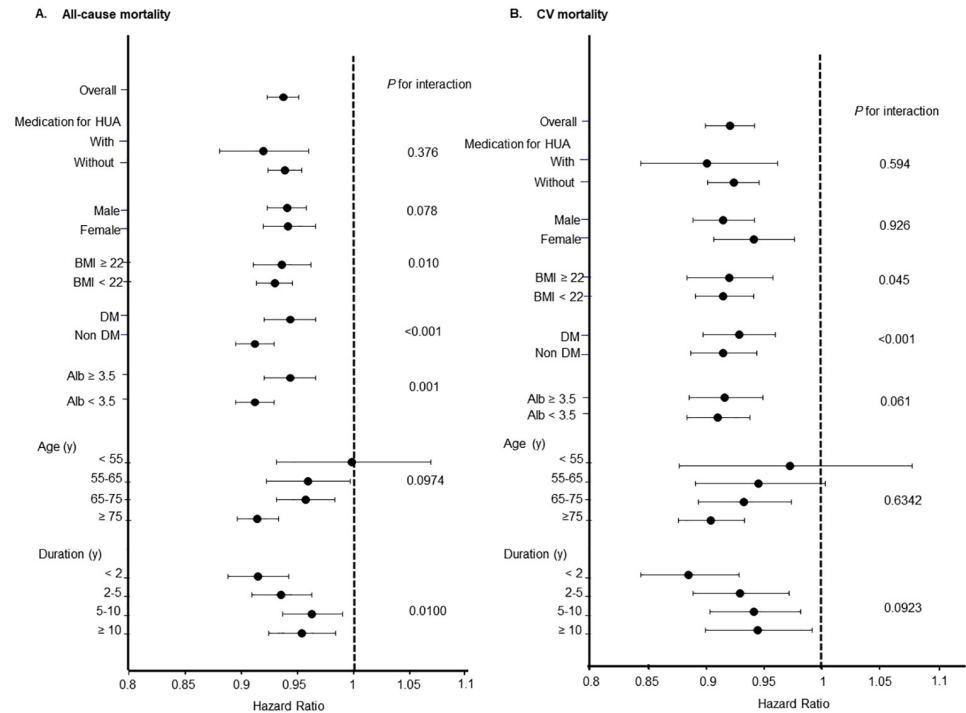 A. All-cause mortality
P for interaction
Overall
Medication for HUA
With
Without
0.376
Male
Female
0.078
BMI ≥ 22
BMI < 22
0.010
DM
Non DM
<0.001
Alb ≥ 3.5
Alb < 3.5
0.001
Age (y)
< 55
55-65
65-75
≥ 75
0.0974
Duration (y)
< 2
2-5
5-10
≥ 10
0.0100
0.8 0.85 0.9 0.95 1 1.05 1.1
Hazard Ratio
B. CV mortality
P for interaction
Overall
Medication for HUA
With
Without
0.594
Male
Female
0.926
BMI ≥ 22
BMI < 22
0.045
DM
Non DM
<0.001
Alb ≥ 3.5
Alb < 3.5
0.061
Age (y)
< 55
55-65
65-75
≥75
0.6342
Duration (y)
< 2
2-5
5-10
≥ 10
0.0923
0.8 0.85 0.9 0.95 1 1.05 1.1
Hazard Ratio